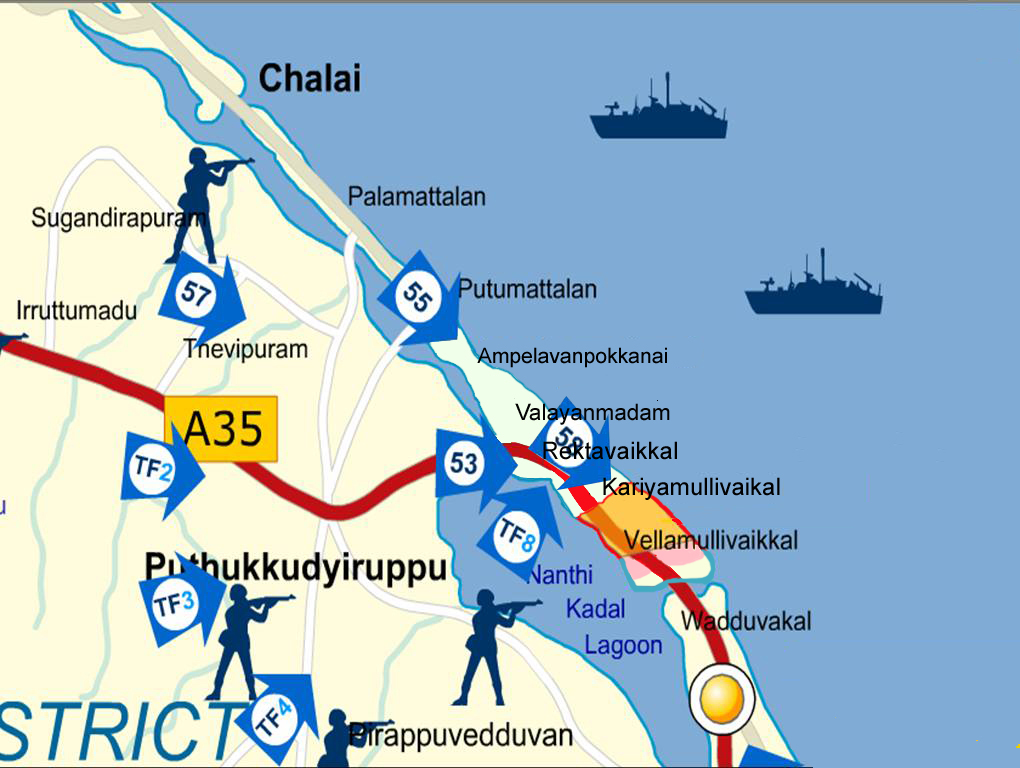 Chalai
Palamattalan
Sugandirapuram
57
55
Putumattalan
Irruttumadu
Tnevipuram
Ampelavanpokkanai
Valayanmadam
A35
58
Rektavaikkal
TF2
53
Kariyamullivaikal
TF8
Vellamullivaikkal
Puthukkudyiruppu
Nanthi
Kadal
Lagoon
TF3
Wadduvakal
TF4
STRICT
Pirappuvedduvan